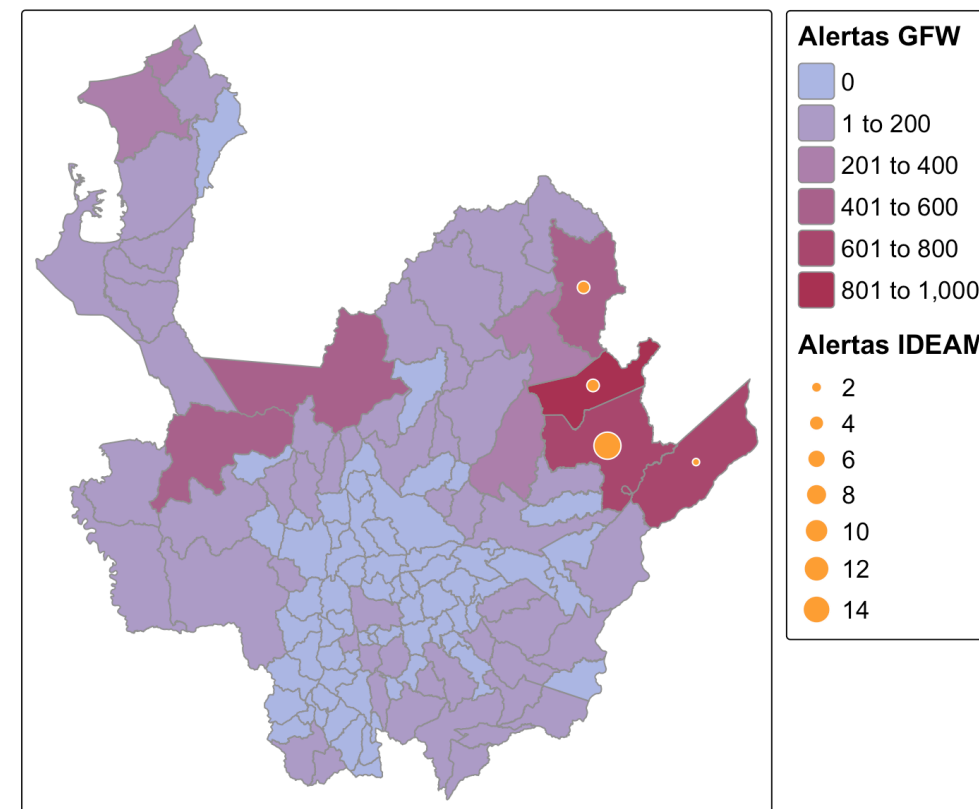 Alertas GFW
0
1 to 200
201 to 400
401 to 600
601 to 800
801 to 1,000
Alertas IDEAM
2
4
6
8
10
12
14